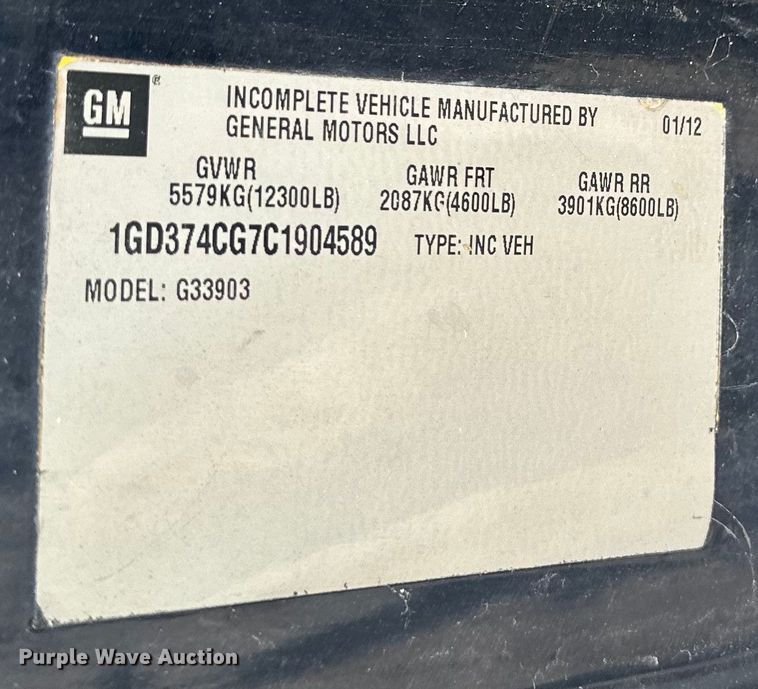 GM ®
INCOMPLETE VEHICLE MANUFACTURED BY 01/12
GENERAL MOTORS LLC
GVWR GAWR FRT GAWR RR
5579KG(12300LB) 2087KG(4600LB) 3901KG(8600LB)
1GD374CG7C1904589 TYPE: INC VEH
MODEL: G33903
Purple Wave Auction